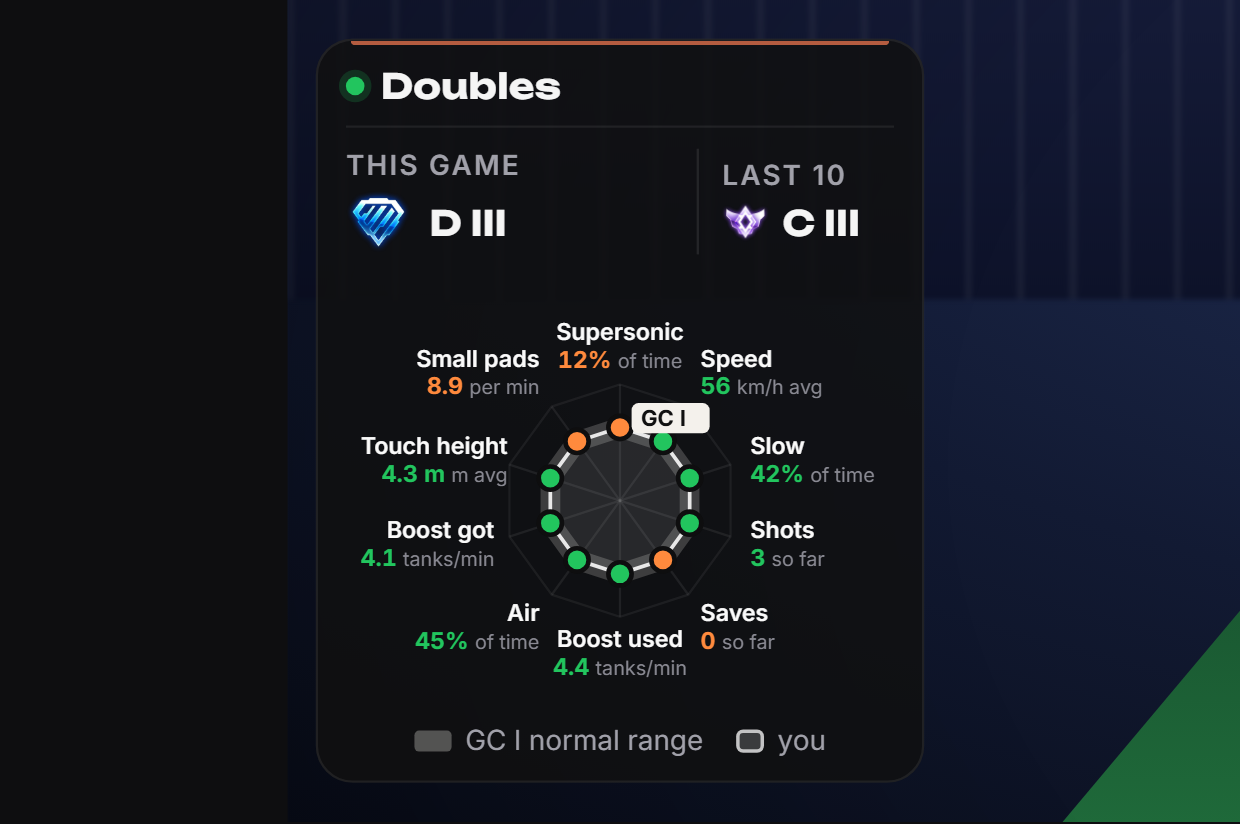 Doubles
THIS GAME
D III
LAST 10
C III
Supersonic
12% of time
Small pads
8.9 per min
Speed
56 km/h avg
GC I
Touch height
4.3 m m avg
Slow
42% of time
Boost got
4.1 tanks/min
Shots
3 so far
Air
45% of time
Boost used
4.4 tanks/min
Saves
0 so far
GC I normal range
you